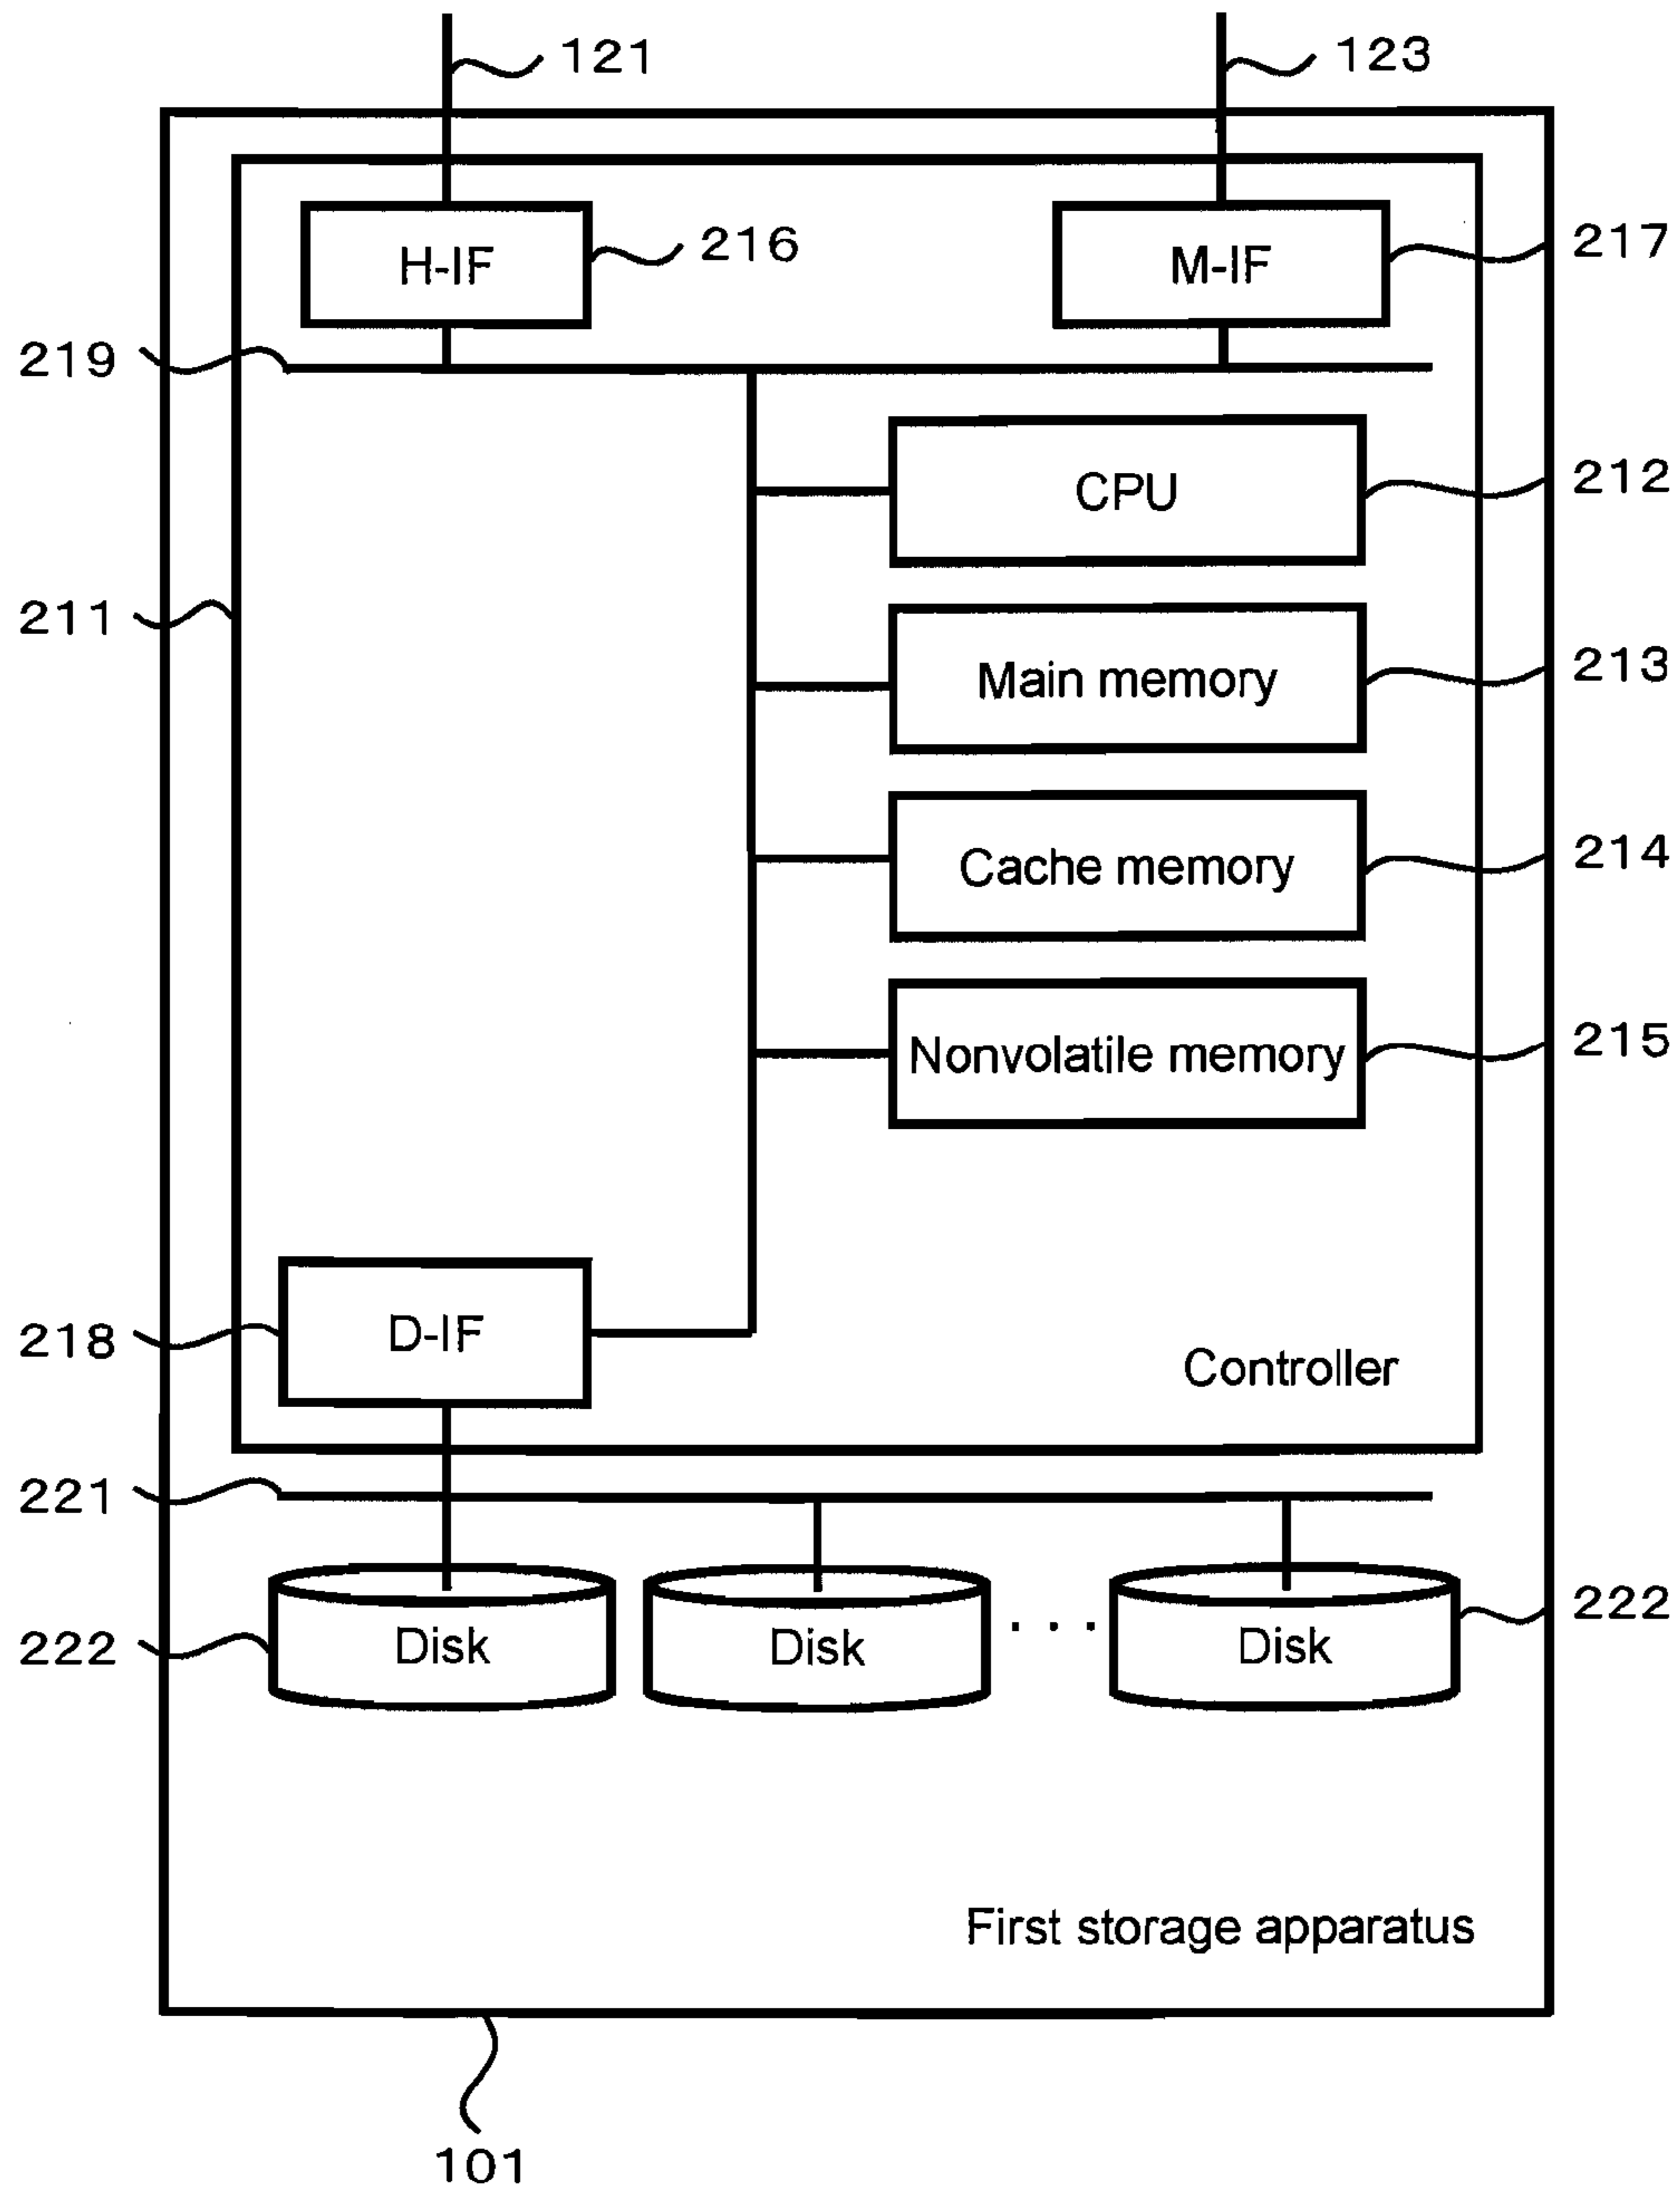 121
123
H-IF
216
M-IF
217
219
CPU
212
211
Main memory
213
Cache memory
214
Nonvolatile memory
215
D-IF
218
Controller
221
222
Disk
Disk
. . .
Disk
222
First storage apparatus
101